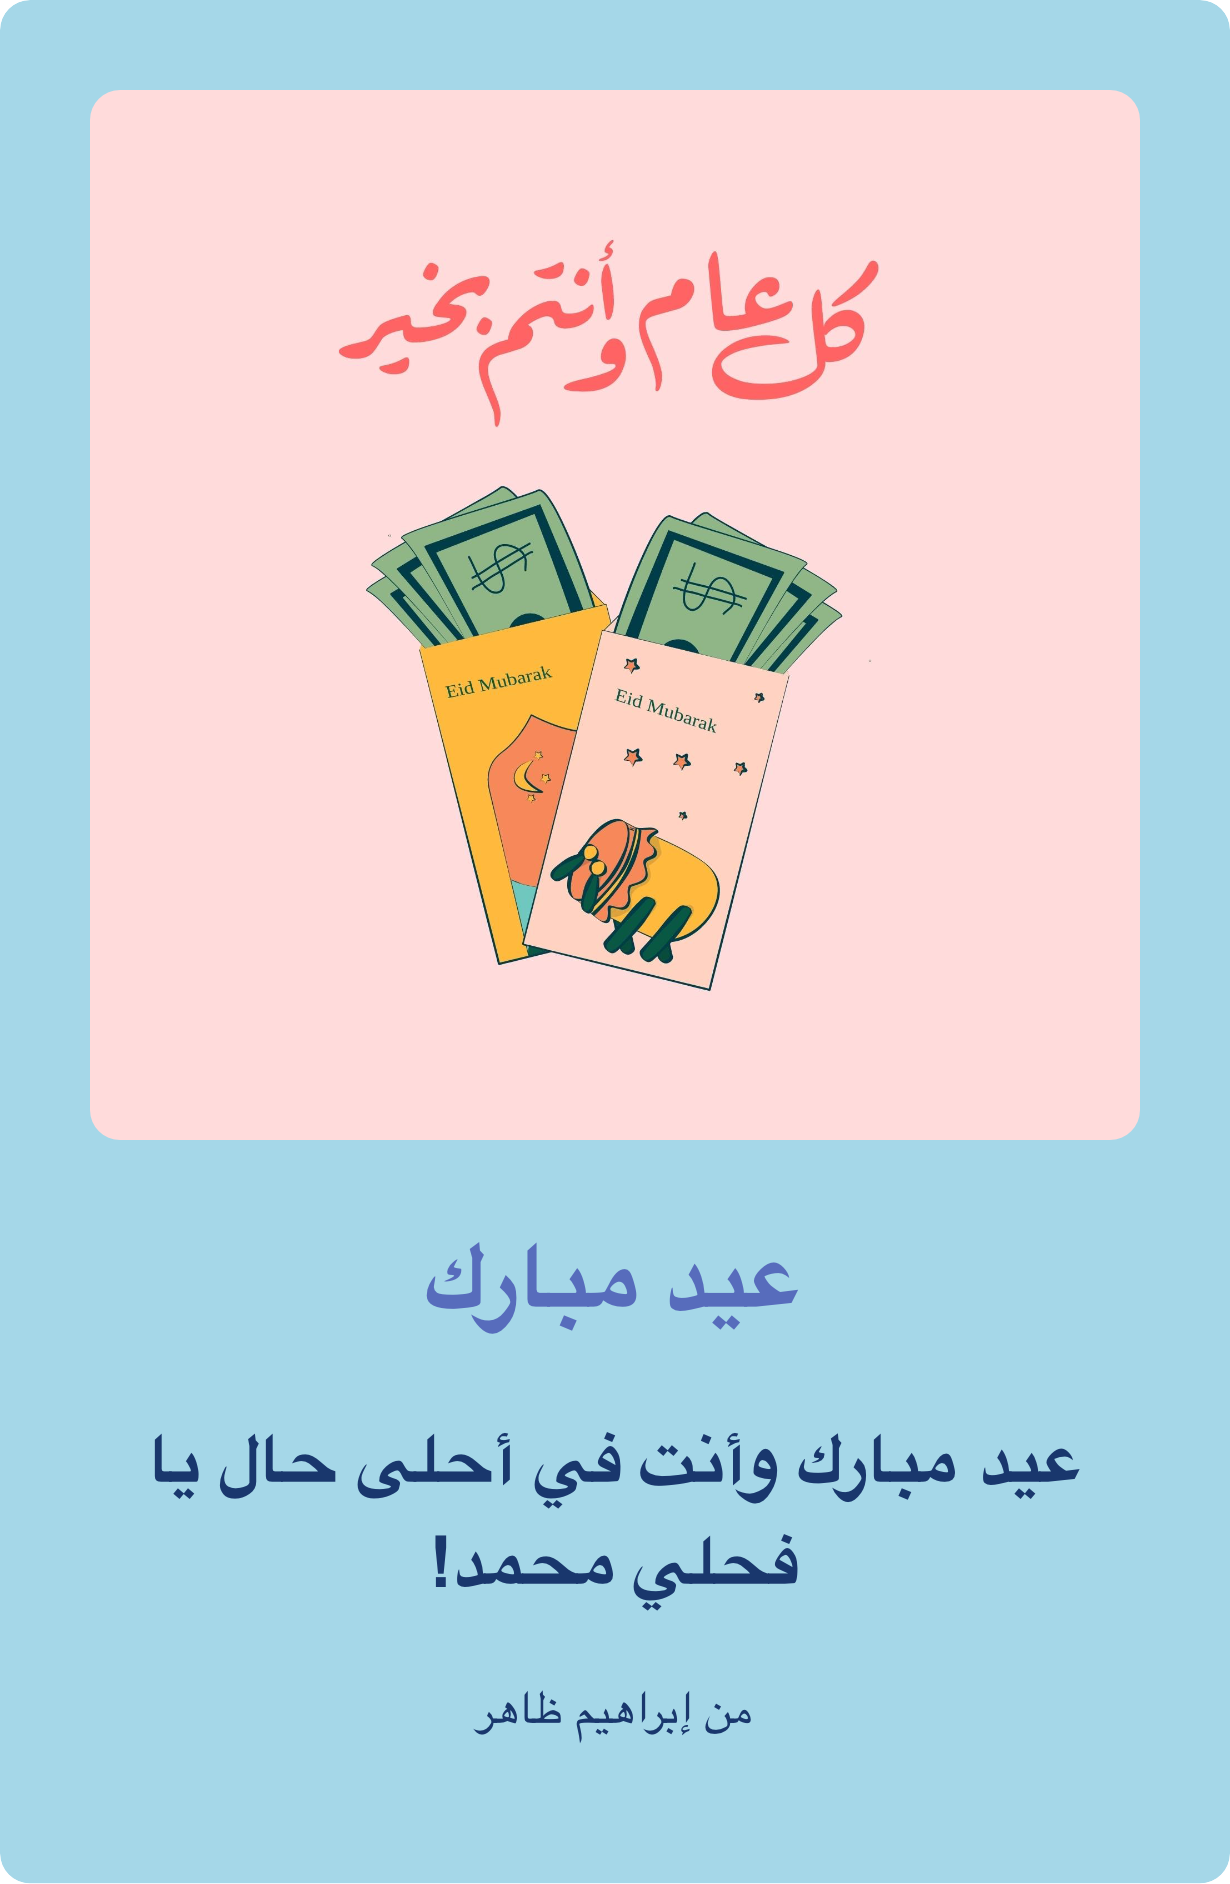 كل عام وأنتم بخير
Eid Mubarak
Eid Mubarak
عيد مبارك
عيد مبارك وأنت في أحلى حال يا
فحلي محمد!
من إبراهيم ظاهر